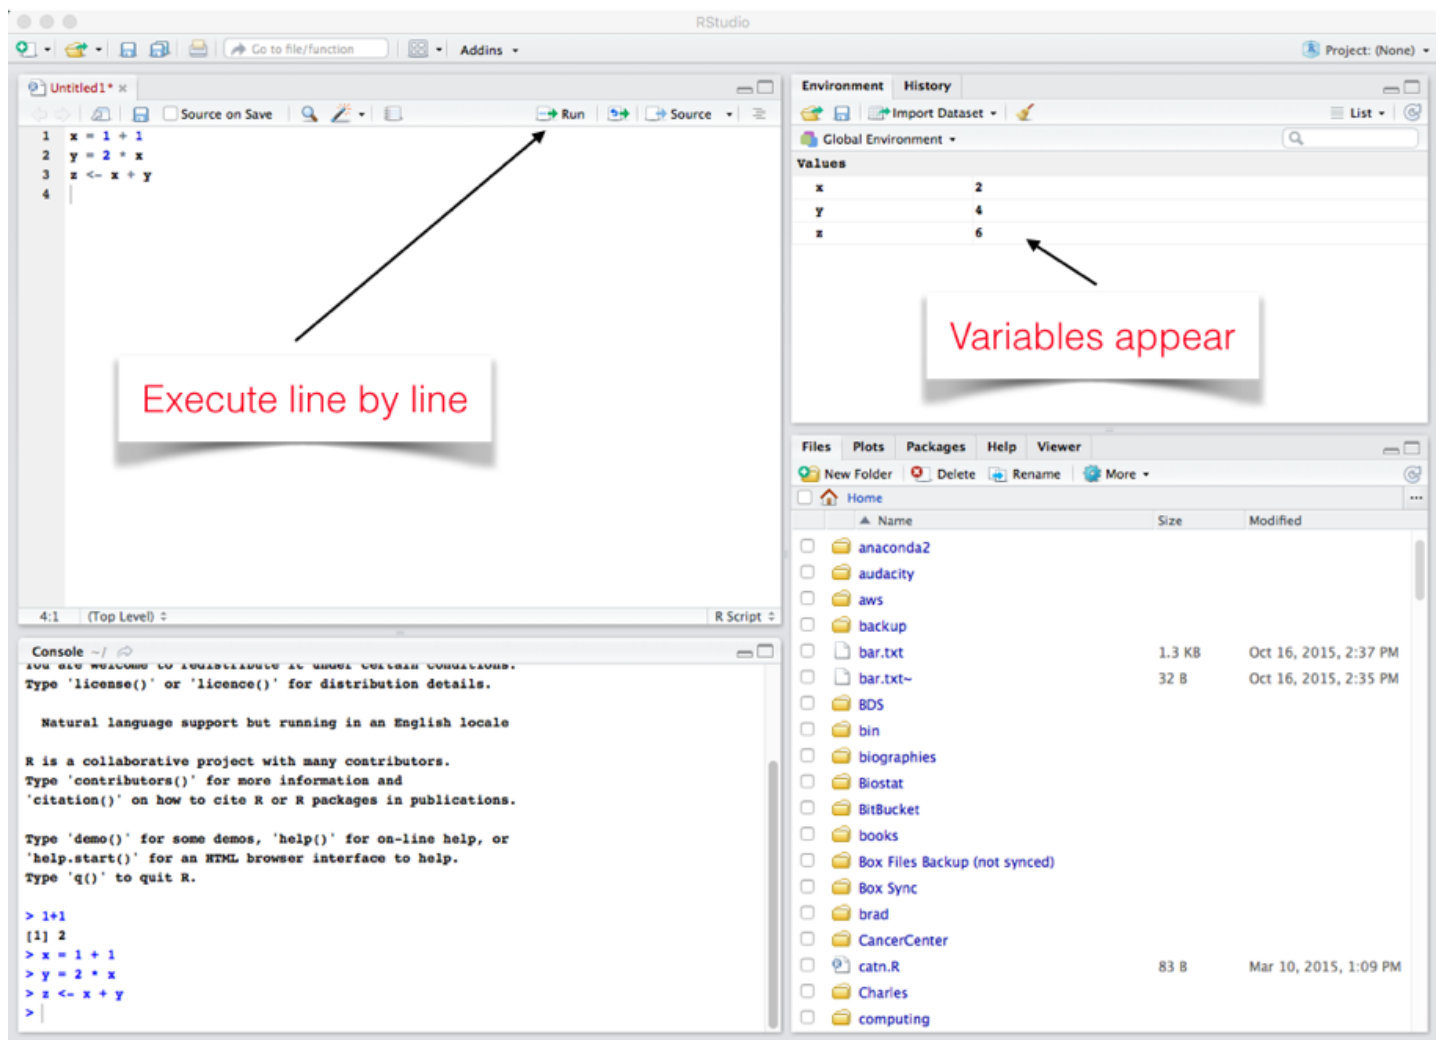 RStudio
Go to file/function Addins Project: (None)
Untitled1*
Source on Save Run Source
1 x = 1 + 1
2 y = 2 * x
3 z <- x + y
4
Execute line by line
4:1 (Top Level) R Script
Console ~/
You are welcome to redistribute it under certain conditions.
Type 'license()' or 'licence()' for distribution details.
Natural language support but running in an English locale
R is a collaborative project with many contributors.
Type 'contributors()' for more information and
'citation()' on how to cite R or R packages in publications.
Type 'demo()' for some demos, 'help()' for on-line help, or
'help.start()' for an HTML browser interface to help.
Type 'q()' to quit R.
> 1+1
[1] 2
> x = 1 + 1
> y = 2 * x
> z <- x + y
>
Environment History
Import Dataset List
Global Environment
Values
x 2
y 4
z 6
Variables appear
Files Plots Packages Help Viewer
New Folder Delete Rename More
Home ...
Name Size Modified
anaconda2
audacity
aws
backup
bar.txt 1.3 KB Oct 16, 2015, 2:37 PM
bar.txt~ 32 B Oct 16, 2015, 2:35 PM
BDS
bin
biographies
Biostat
BitBucket
books
Box Files Backup (not synced)
Box Sync
brad
CancerCenter
catn.R 83 B Mar 10, 2015, 1:09 PM
Charles
computing